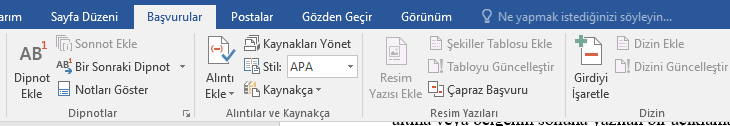 arım Sayfa Düzeni Başvurular Postalar Gözden Geçir Görünüm Ne yapmak istediğinizi söyleyin...
AB¹ Dipnot Ekle
Sonnot Ekle
AB Bir Sonraki Dipnot
Notları Göster
Dipnotlar
Alıntı Ekle
Kaynakları Yönet
Stil: APA
Kaynakça
Alıntılar ve Kaynakça
Resim Yazısı Ekle
Şekiller Tablosu Ekle
Tabloyu Güncelleştir
Çapraz Başvuru
Resim Yazıları
Girdiyi İşaretle
Dizin Ekle
Dizini Güncelleştir
Dizin